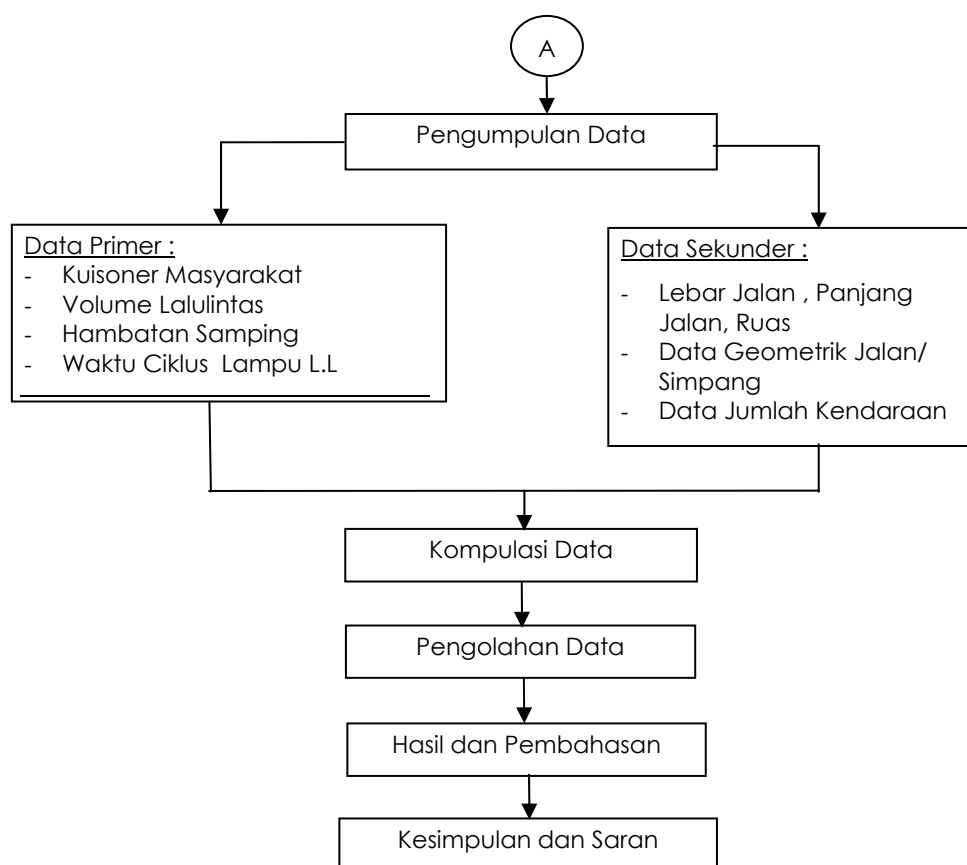 A
Pengumpulan Data
Data Primer :
- Kuisoner Masyarakat
- Volume Lalulintas
- Hambatan Samping
- Waktu Ciklus Lampu L.L
Data Sekunder :
- Lebar Jalan , Panjang
Jalan, Ruas
- Data Geometrik Jalan/
Simpang
- Data Jumlah Kendaraan
Kompulasi Data
Pengolahan Data
Hasil dan Pembahasan
Kesimpulan dan Saran